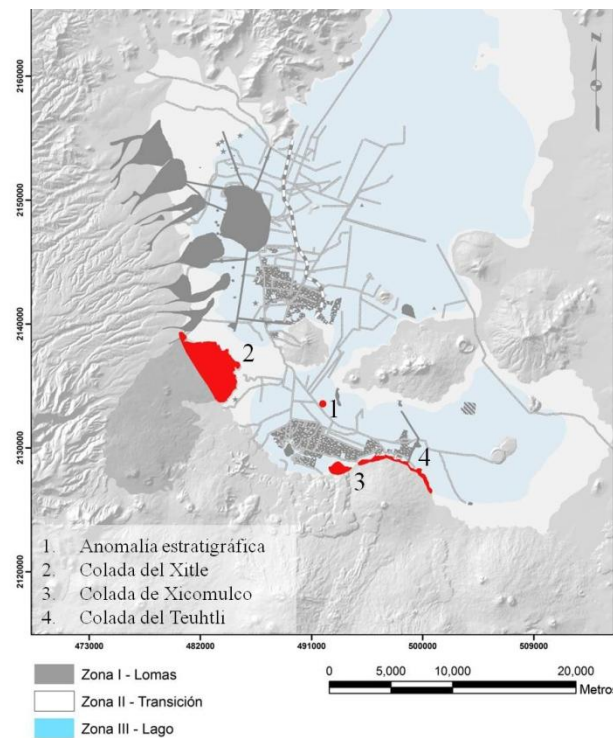 2160000
2150000
2140000
2130000
2120000
N
2
1
4
3
1. Anomalía estratigráfica
2. Colada del Xitle
3. Colada de Xicomulco
4. Colada del Teuhtli
473000 482000 491000 500000 509000
Zona I - Lomas
Zona II - Transición
Zona III - Lago
0 5,000 10,000 20,000
Metros